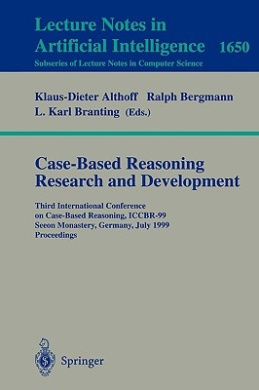 Lecture Notes in
Artificial Intelligence 1650
Subseries of Lecture Notes in Computer Science
Klaus-Dieter Althoff Ralph Bergmann
L. Karl Branting (Eds.)
Case-Based Reasoning
Research and Development
Third International Conference
on Case-Based Reasoning, ICCBR-99
Seeon Monastery, Germany, July 1999
Proceedings
Springer